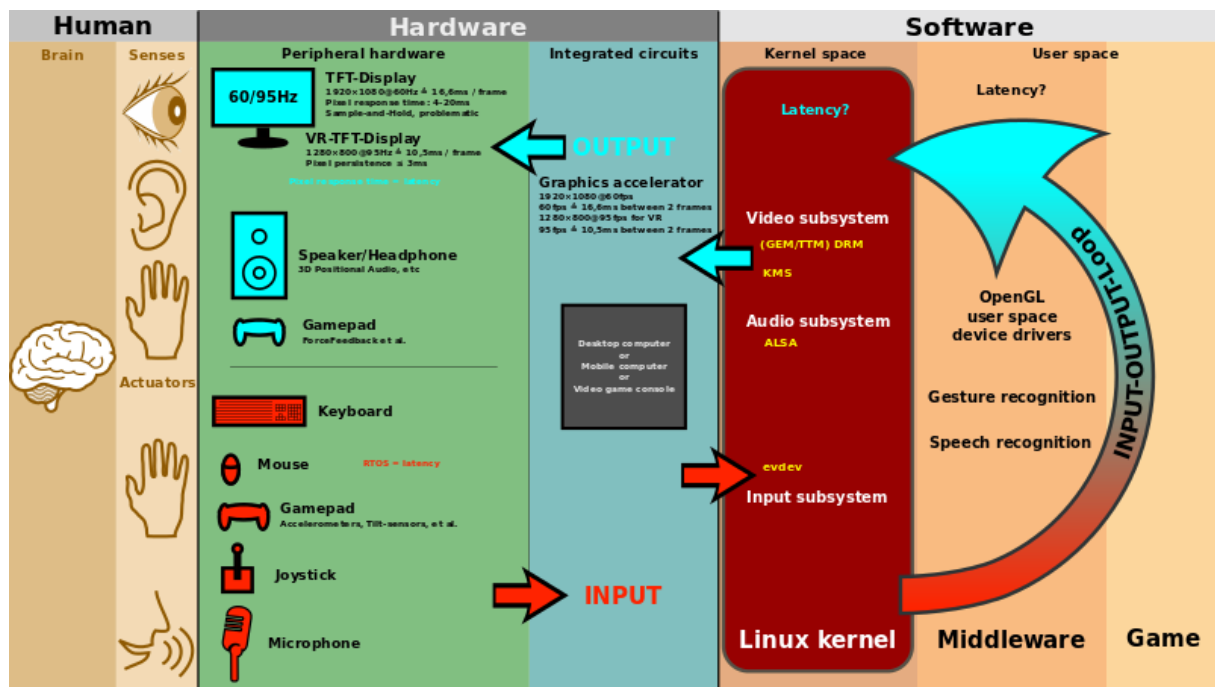 Human
Hardware
Software
Brain
Senses
Peripheral hardware
Integrated circuits
Kernel space
User space
60/95Hz
TFT-Display
1920×1080@60Hz ≙ 16,6ms / frame
Pixel response time: 4-20ms
Sample-and-Hold, problematic
VR-TFT-Display
1280×800@95Hz ≙ 10,5ms / frame
Pixel persistence ≤ 3ms
Pixel response time = latency
OUTPUT
Graphics accelerator
1920×1080@60fps
60fps ≙ 16,6ms between 2 frames
1280×800@95fps for VR
95fps ≙ 10,5ms between 2 frames
Speaker/Headphone
3D Positional Audio, etc
Gamepad
ForceFeedback et al.
Desktop computer
or
Mobile computer
or
Video game console
Actuators
Keyboard
Mouse
RTOS = latency
Gamepad
Accelerometers, Tilt-sensors, et al.
Joystick
INPUT
Microphone
Latency?
Video subsystem
(GEM/TTM) DRM
KMS
Audio subsystem
ALSA
evdev
Input subsystem
Linux kernel
Latency?
OpenGL
user space
device drivers
Gesture recognition
Speech recognition
INPUT-OUTPUT-Loop
Middleware
Game